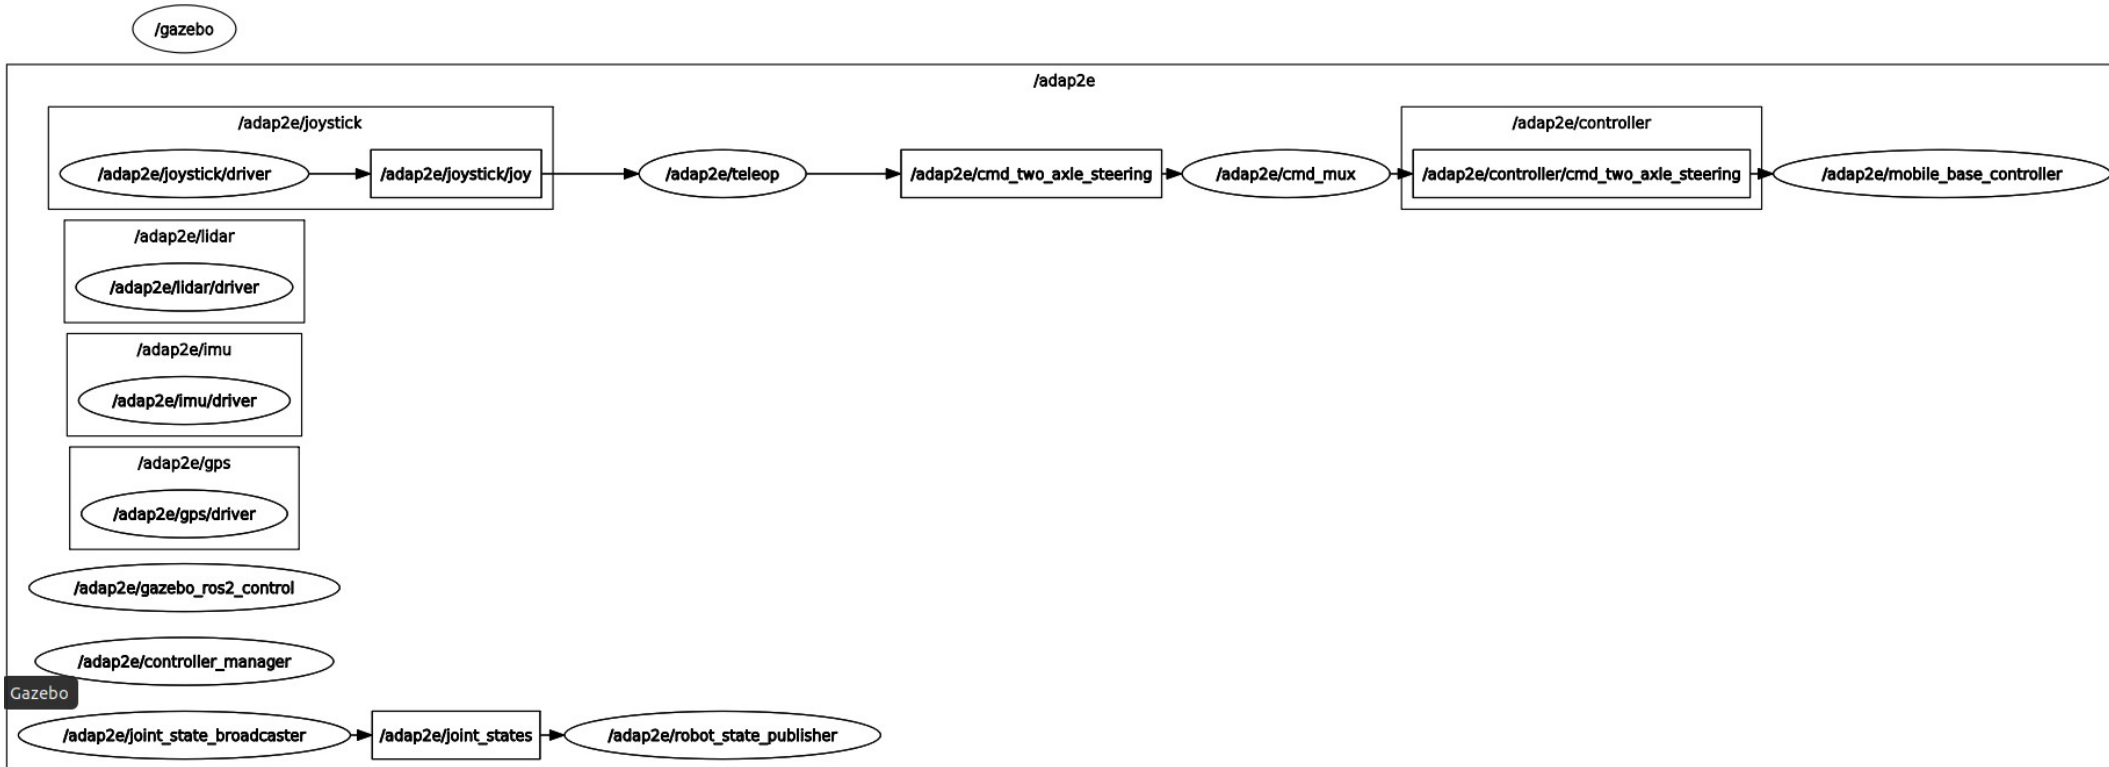 /gazebo
/adap2e
/adap2e/joystick
/adap2e/controller
/adap2e/joystick/driver
/adap2e/joystick/joy
/adap2e/teleop
/adap2e/cmd_two_axle_steering
/adap2e/cmd_mux
/adap2e/controller/cmd_two_axle_steering
/adap2e/mobile_base_controller
/adap2e/lidar
/adap2e/lidar/driver
/adap2e/imu
/adap2e/imu/driver
/adap2e/gps
/adap2e/gps/driver
/adap2e/gazebo_ros2_control
/adap2e/controller_manager
Gazebo
/adap2e/joint_state_broadcaster
/adap2e/joint_states
/adap2e/robot_state_publisher